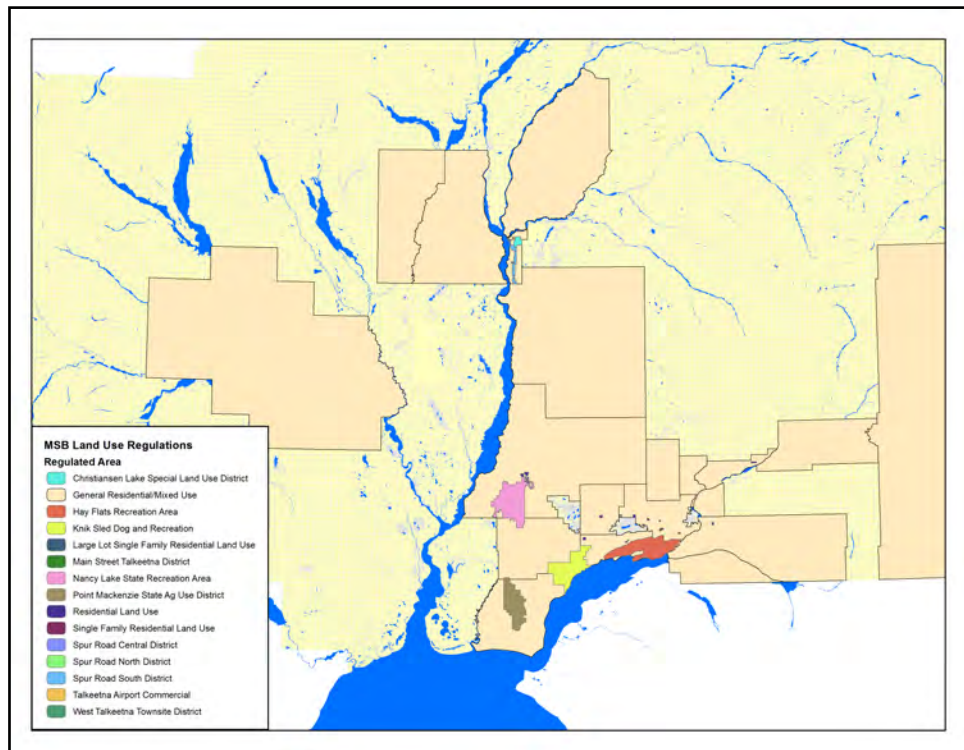 MSB Land Use Regulations
Regulated Area
Christiansen Lake Special Land Use District
General Residential/Mixed Use
Hay Flats Recreation Area
Knik Sled Dog and Recreation
Large Lot Single Family Residential Land Use
Main Street Talkeetna District
Nancy Lake State Recreation Area
Point Mackenzie State Ag Use District
Residential Land Use
Single Family Residential Land Use
Spur Road Central District
Spur Road North District
Spur Road South District
Talkeetna Airport Commercial
West Talkeetna Townsite District